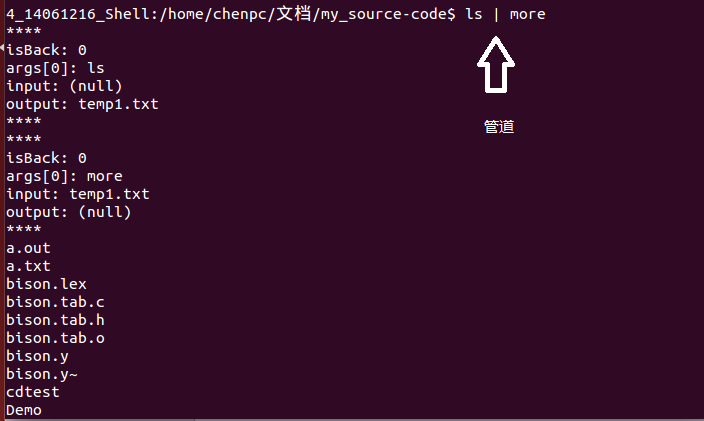 4_14061216_Shell:/home/chenpc/文档/my_source-code$ ls | more
****
isBack: 0
args[0]: ls
input: (null)
output: temp1.txt
****
管道
****
isBack: 0
args[0]: more
input: temp1.txt
output: (null)
****
a.out
a.txt
bison.lex
bison.tab.c
bison.tab.h
bison.tab.o
bison.y
bison.y~
cdtest
Demo